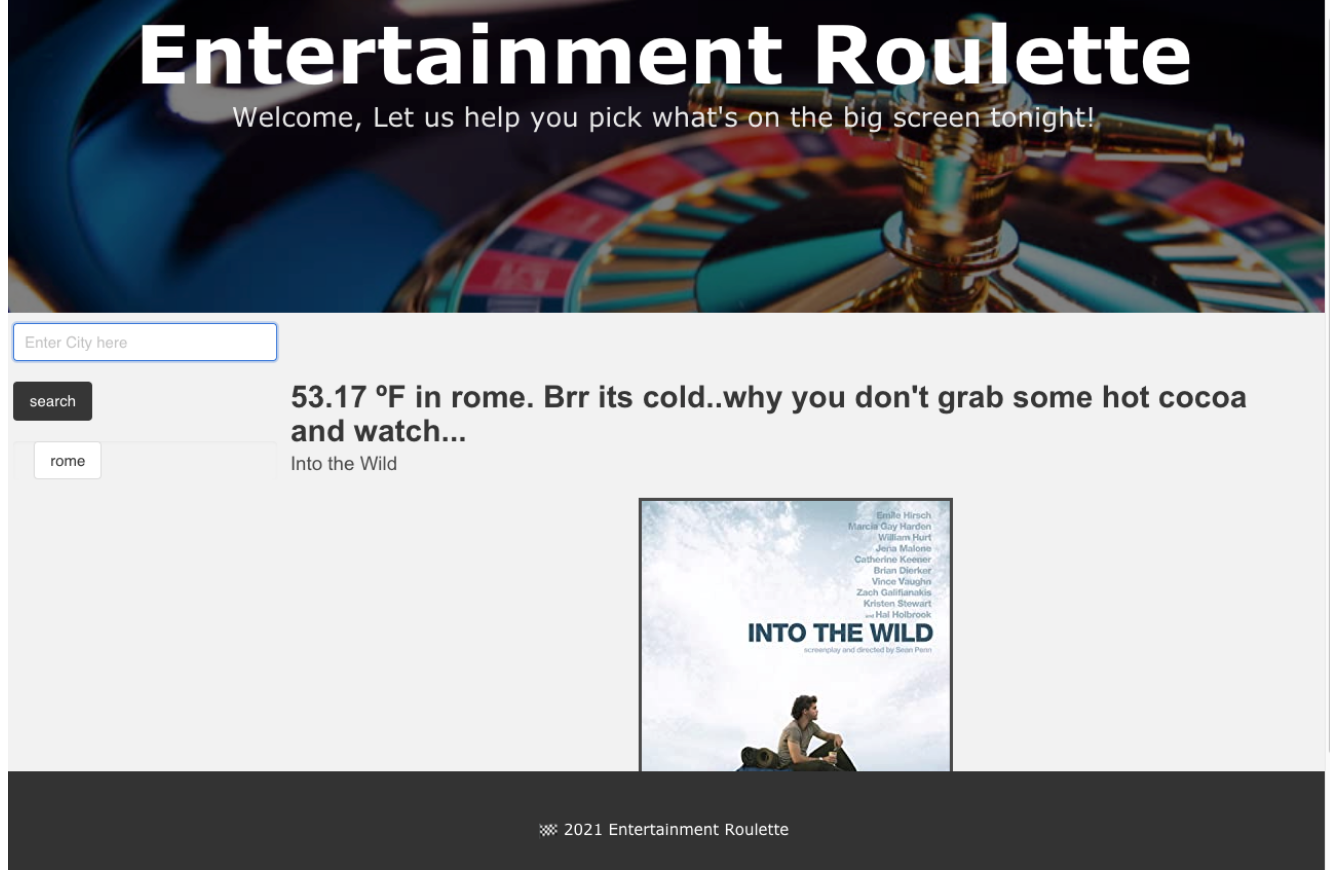 Entertainment Roulette
Welcome, Let us help you pick what's on the big screen tonight!
Enter City here
search
rome
53.17 ºF in rome. Brr its cold..why you don't grab some hot cocoa
and watch...
Into the Wild
Emile Hirsch
Marcia Gay Harden
William Hurt
Jena Malone
Catherine Keener
Brian Dierker
Vince Vaughn
Zach Galifianakis
Kristen Stewart
and Hal Holbrook
INTO THE WILD
screenplay and directed by Sean Penn
2021 Entertainment Roulette